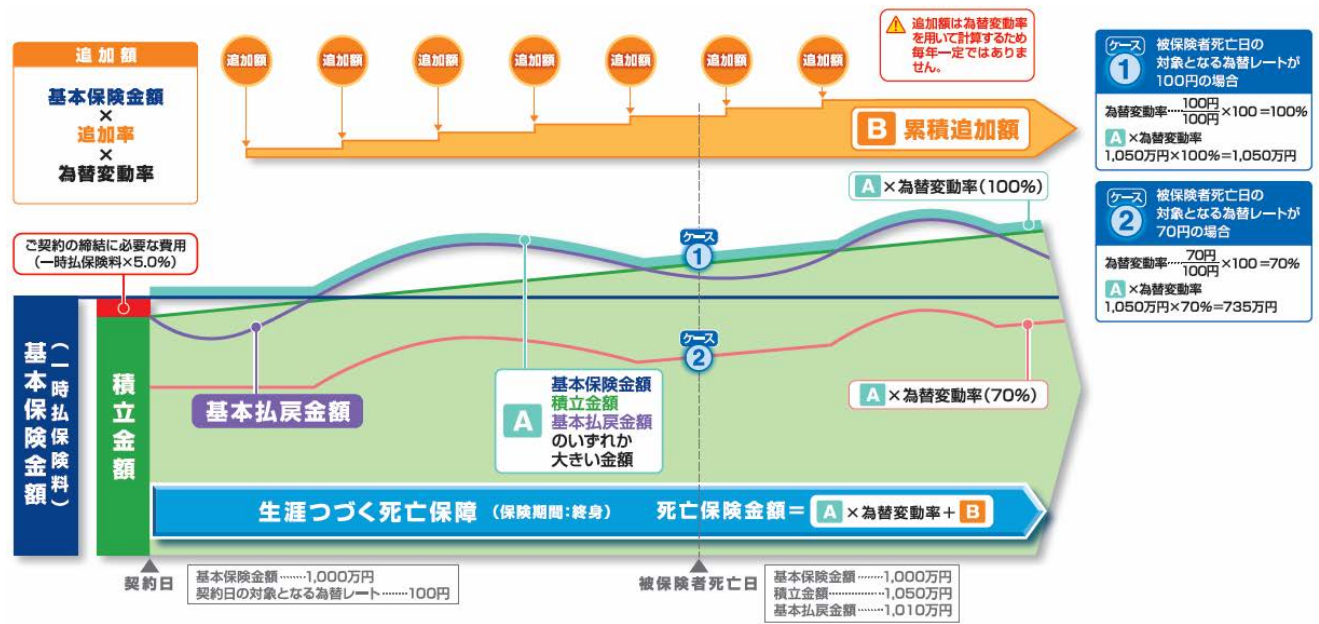 追加額
基本保険金額
×
追加率
×
為替変動率
追加額
追加額
追加額
追加額
追加額
追加額
追加額
追加額は為替変動率
を用いて計算するため
毎年一定ではありま
せん。
B 累積追加額
ケース
1
被保険者死亡日の
対象となる為替レートが
100円の場合
為替変動率‥‥100円/100円×100=100%
A×為替変動率
1,050万円×100%=1,050万円
ケース
2
被保険者死亡日の
対象となる為替レートが
70円の場合
為替変動率‥‥70円/100円×100=70%
A×為替変動率
1,050万円×70%=735万円
A×為替変動率(100%)
ご契約の締結に必要な費用
(一時払保険料×5.0%)
ケース
1
ケース
2
基本保険金額
(一時払保険料)
積立金額
基本払戻金額
A
基本保険金額
積立金額
基本払戻金額
のいずれか
大きい金額
A×為替変動率(70%)
生涯つづく死亡保障 (保険期間:終身) 死亡保険金額=A×為替変動率+B
契約日
基本保険金額‥‥‥1,000万円
契約日の対象となる為替レート‥‥‥100円
被保険者死亡日
基本保険金額‥‥‥1,000万円
積立金額‥‥‥‥‥1,050万円
基本払戻金額‥‥‥1,010万円